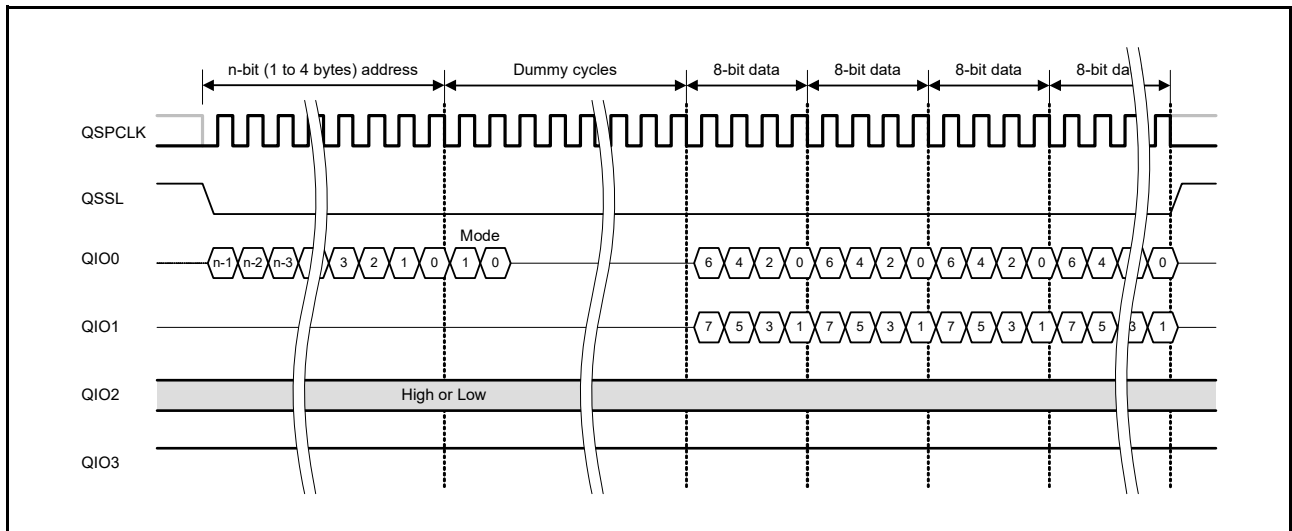 n-bit (1 to 4 bytes) address Dummy cycles 8-bit data 8-bit data 8-bit data 8-bit da
QSPCLK
QSSL
Mode
QIO0 n-1 n-2 n-3 3 2 1 0 1 0 6 4 2 0 6 4 2 0 6 4 2 0 6 4 0
QIO1 7 5 3 1 7 5 3 1 7 5 3 1 7 5 3 1
QIO2 High or Low
QIO3